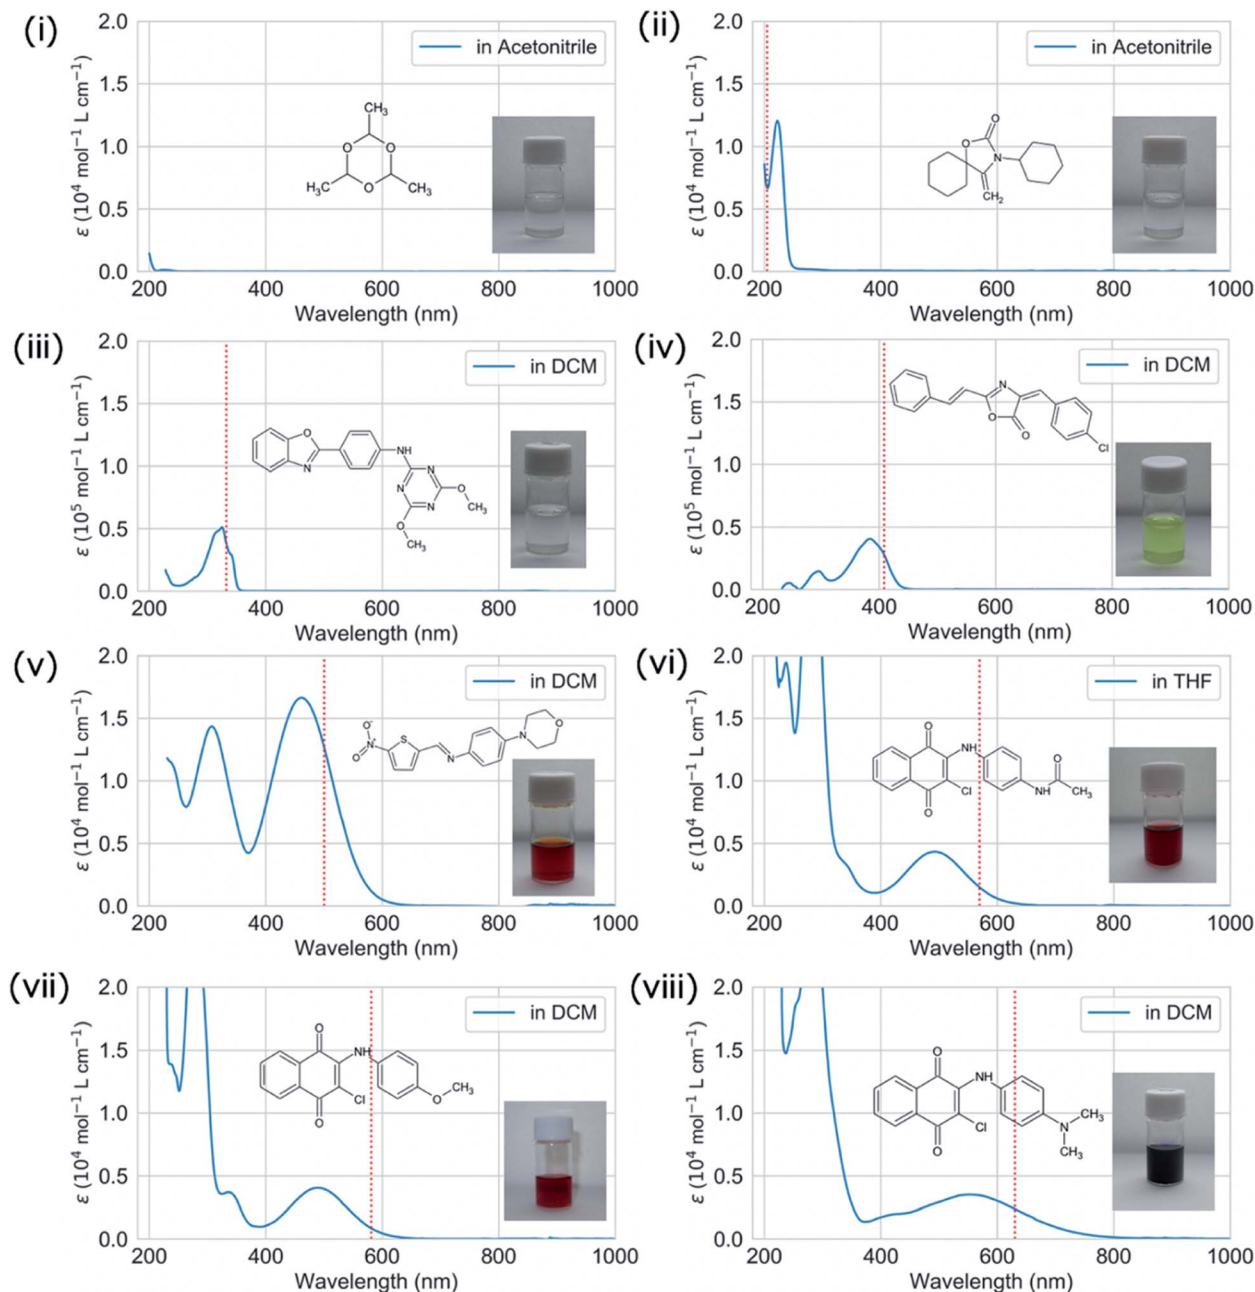 (i)
2.0
1.5
1.0
0.5
0.0
ε (10⁴ mol⁻¹ L cm⁻¹)
in Acetonitrile
CH₃
O
O
H₃C
O
CH₃
200
400
600
800
1000
Wavelength (nm)
(ii)
2.0
1.5
1.0
0.5
0.0
ε (10⁴ mol⁻¹ L cm⁻¹)
in Acetonitrile
O
O
N
CH₂
200
400
600
800
1000
Wavelength (nm)
(iii)
2.0
1.5
1.0
0.5
0.0
ε (10⁵ mol⁻¹ L cm⁻¹)
in DCM
O
N
NH
N
N
N
O
CH₃
O
CH₃
200
400
600
800
1000
Wavelength (nm)
(iv)
2.0
1.5
1.0
0.5
0.0
ε (10⁵ mol⁻¹ L cm⁻¹)
in DCM
N
O
O
Cl
200
400
600
800
1000
Wavelength (nm)
(v)
2.0
1.5
1.0
0.5
0.0
ε (10⁴ mol⁻¹ L cm⁻¹)
in DCM
O⁻
N⁺
O
S
N
N
O
200
400
600
800
1000
Wavelength (nm)
(vi)
2.0
1.5
1.0
0.5
0.0
ε (10⁴ mol⁻¹ L cm⁻¹)
in THF
O
NH
Cl
O
O
NH
CH₃
200
400
600
800
1000
Wavelength (nm)
(vii)
2.0
1.5
1.0
0.5
0.0
ε (10⁴ mol⁻¹ L cm⁻¹)
in DCM
O
NH
Cl
O
O
CH₃
200
400
600
800
1000
Wavelength (nm)
(viii)
2.0
1.5
1.0
0.5
0.0
ε (10⁴ mol⁻¹ L cm⁻¹)
in DCM
O
NH
Cl
O
N
CH₃
CH₃
200
400
600
800
1000
Wavelength (nm)